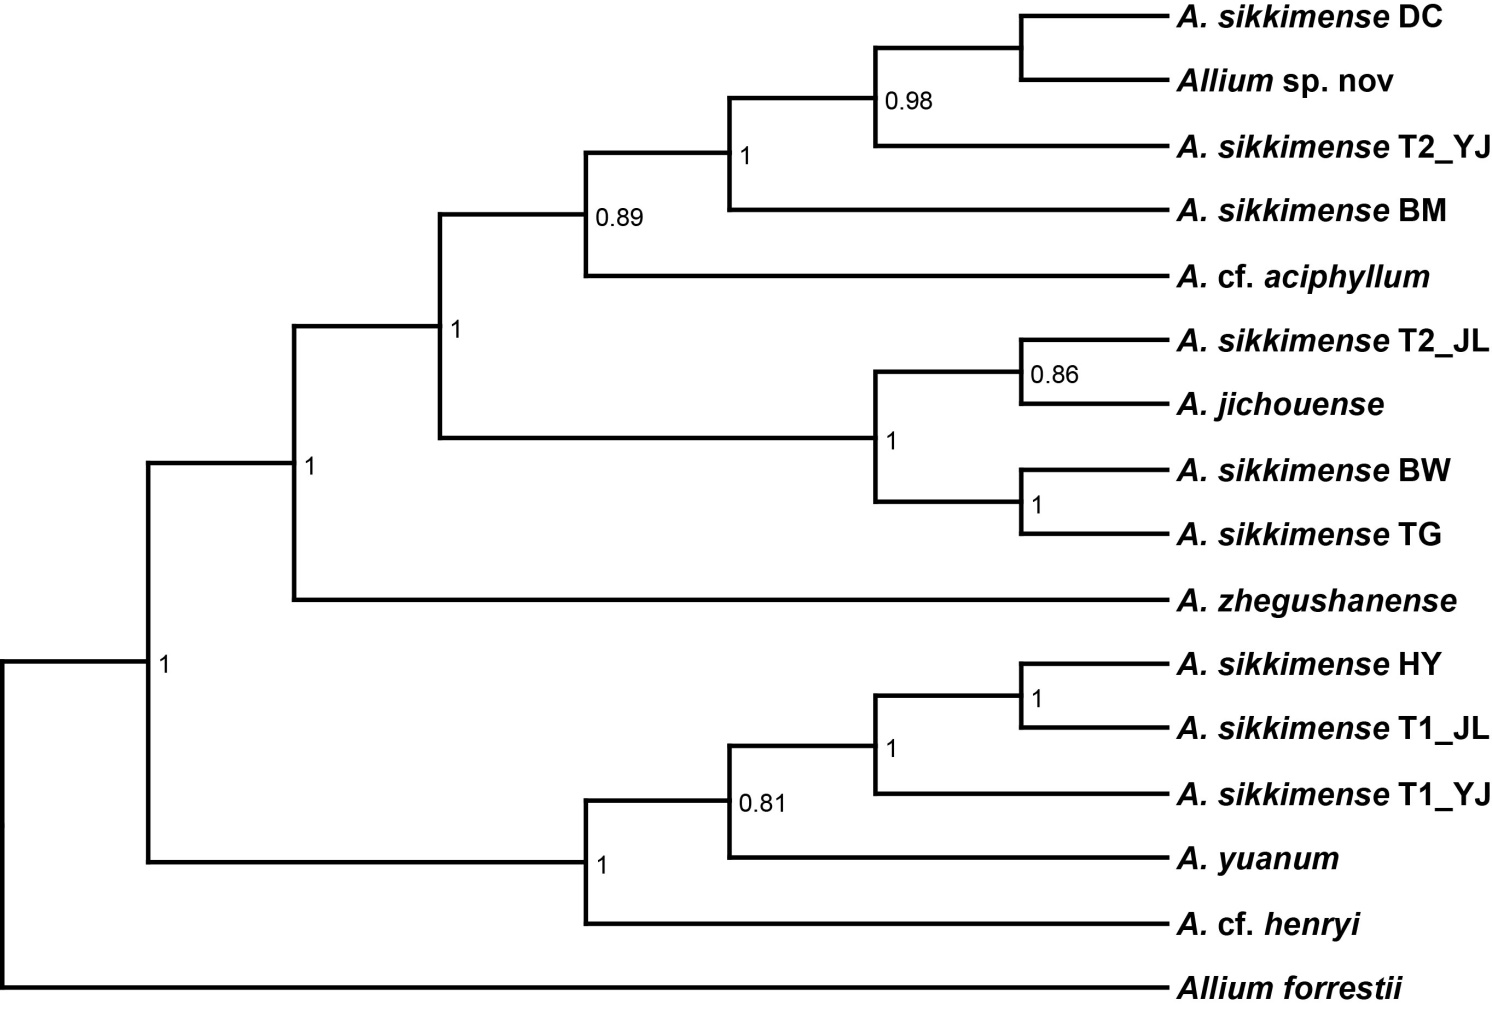 A. sikkimense DC
Allium sp. nov
0.98
A. sikkimense T2_YJ
1
A. sikkimense BM
0.89
A. cf. aciphyllum
1
A. sikkimense T2_JL
0.86
A. jichouense
1
A. sikkimense BW
1
1
A. sikkimense TG
A. zhegushanense
1
A. sikkimense HY
1
A. sikkimense T1_JL
1
A. sikkimense T1_YJ
0.81
A. yuanum
1
A. cf. henryi
Allium forrestii